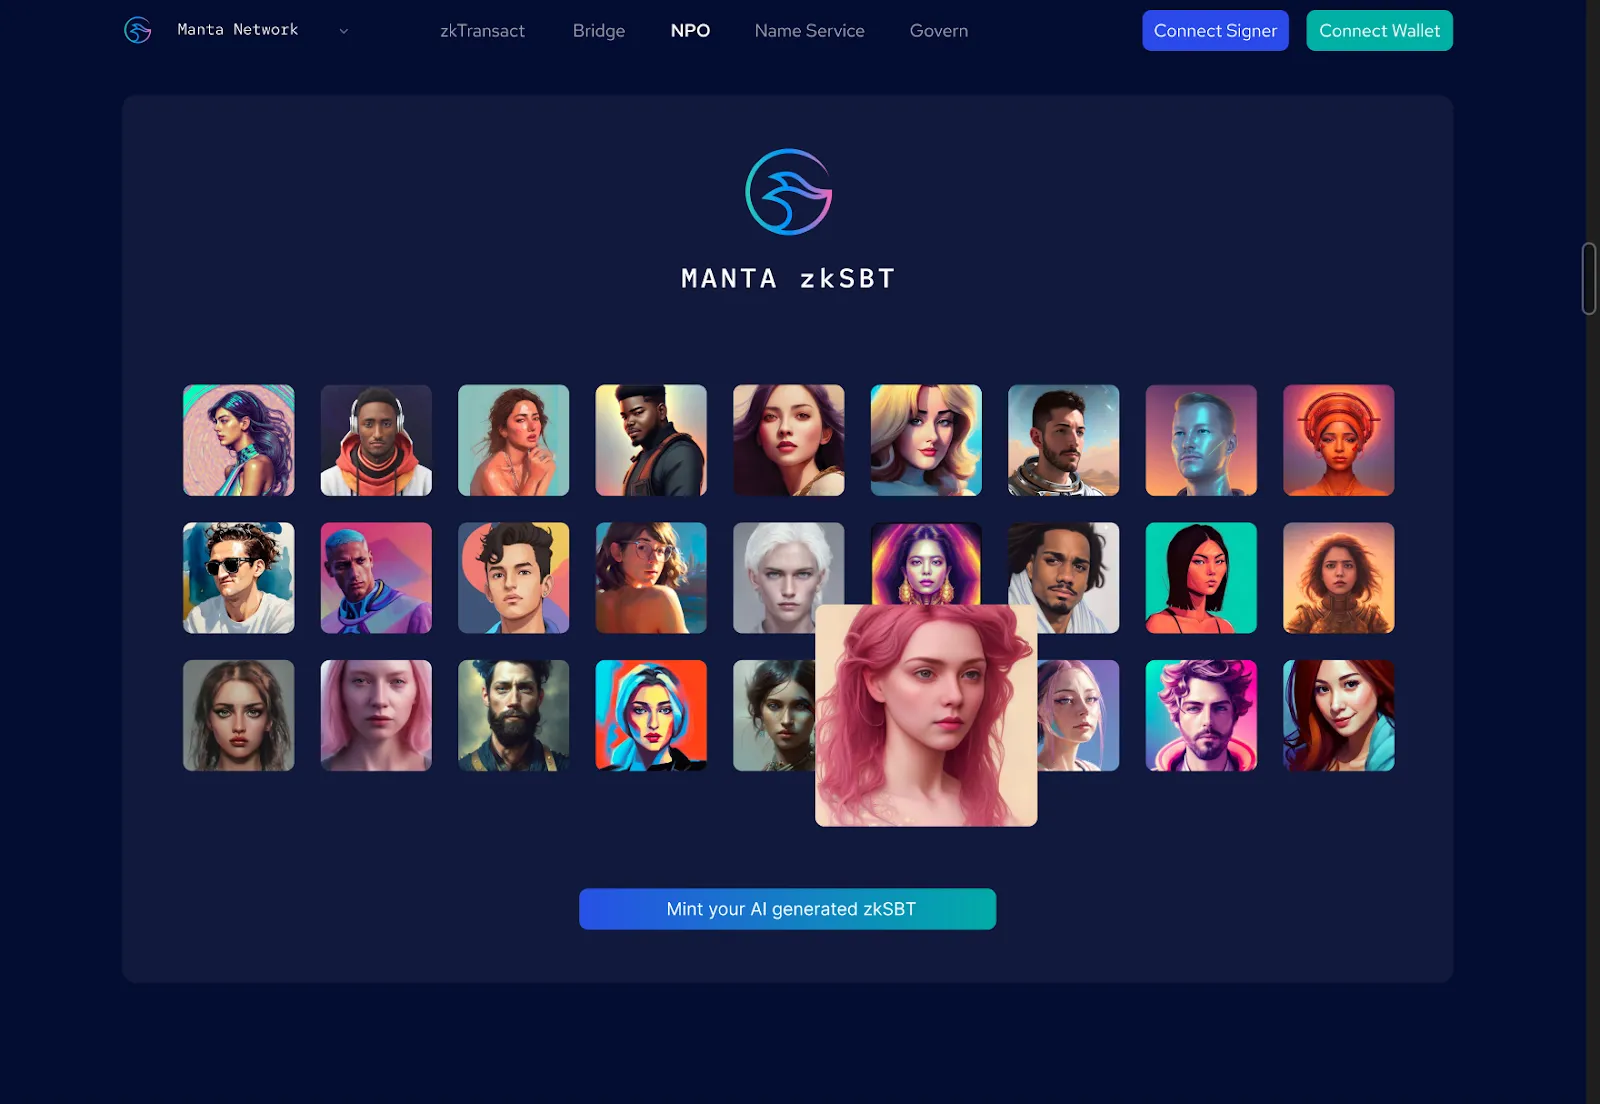 Manta Network
zkTransact
Bridge
NPO
Name Service
Govern
Connect Signer
Connect Wallet
MANTA zkSBT
Mint your AI generated zkSBT